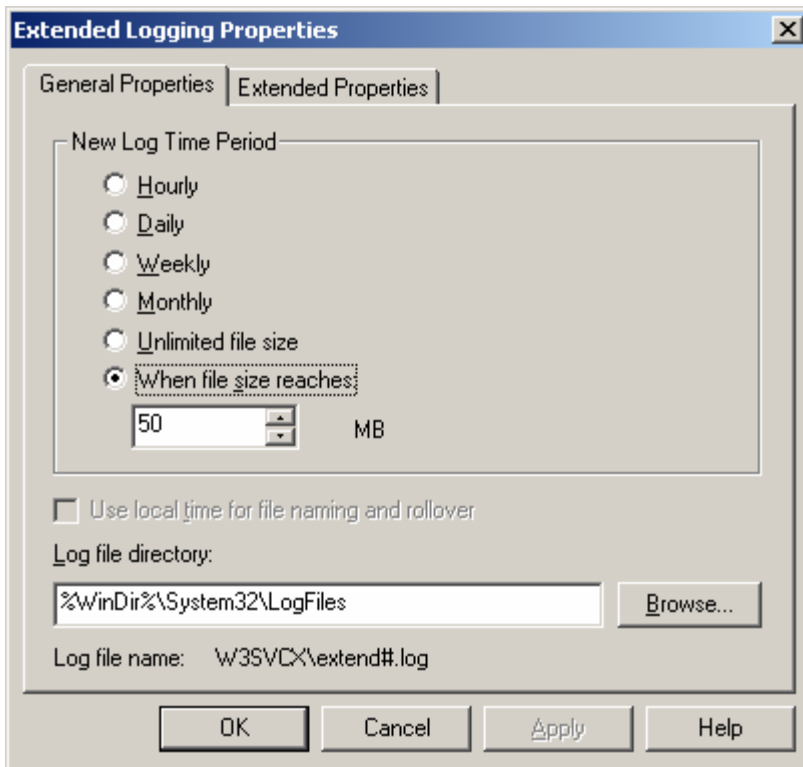 Extended Logging Properties
General Properties
Extended Properties
New Log Time Period
Hourly
Daily
Weekly
Monthly
Unlimited file size
When file size reaches:
50
MB
Use local time for file naming and rollover
Log file directory:
%WinDir%\System32\LogFiles
Browse...
Log file name: W3SVCX\extend#.log
OK
Cancel
Apply
Help